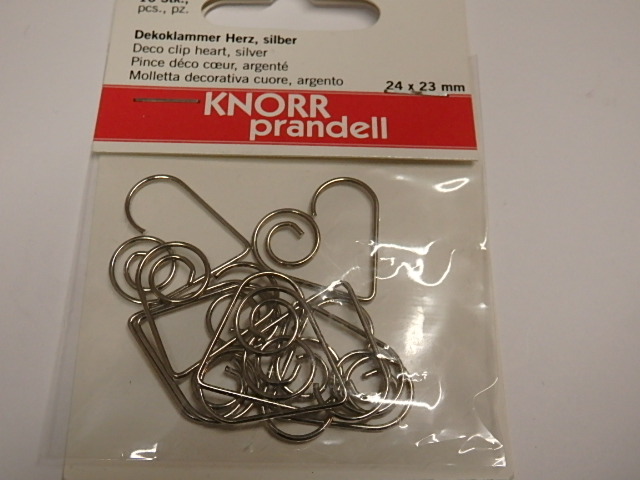 pcs., pz.
Dekoklammer Herz, silber
Deco clip heart, silver
Pince déco cœur, argenté
Molletta decorativa cuore, argento
24 x 23 mm
KNORR
prandell